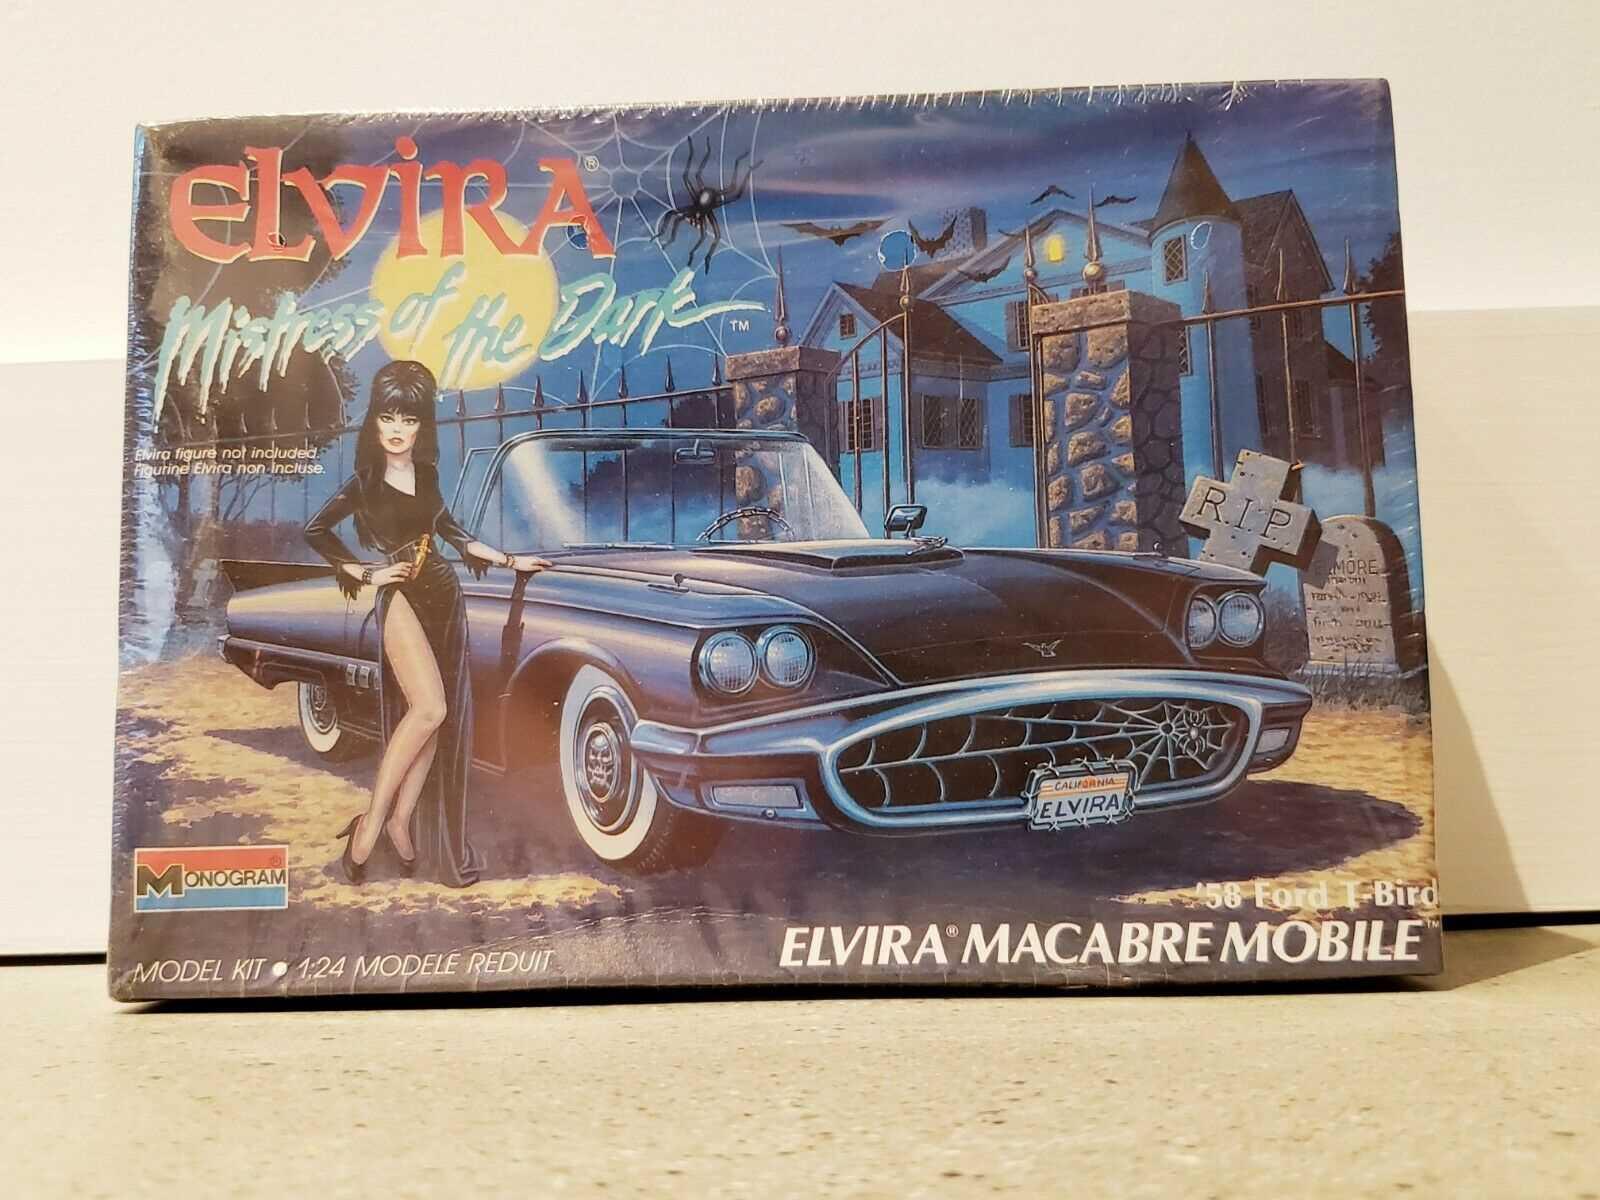 ELVIRA®
Mistress of the Dark™
Elvira figure not included.
Figurine Elvira non incluse.
R.I.P
CALIFORNIA
ELVIRA
MONOGRAM®
'58 Ford T-Bird
ELVIRA® MACABRE MOBILE™
MODEL KIT • 1:24 MODELE REDUIT